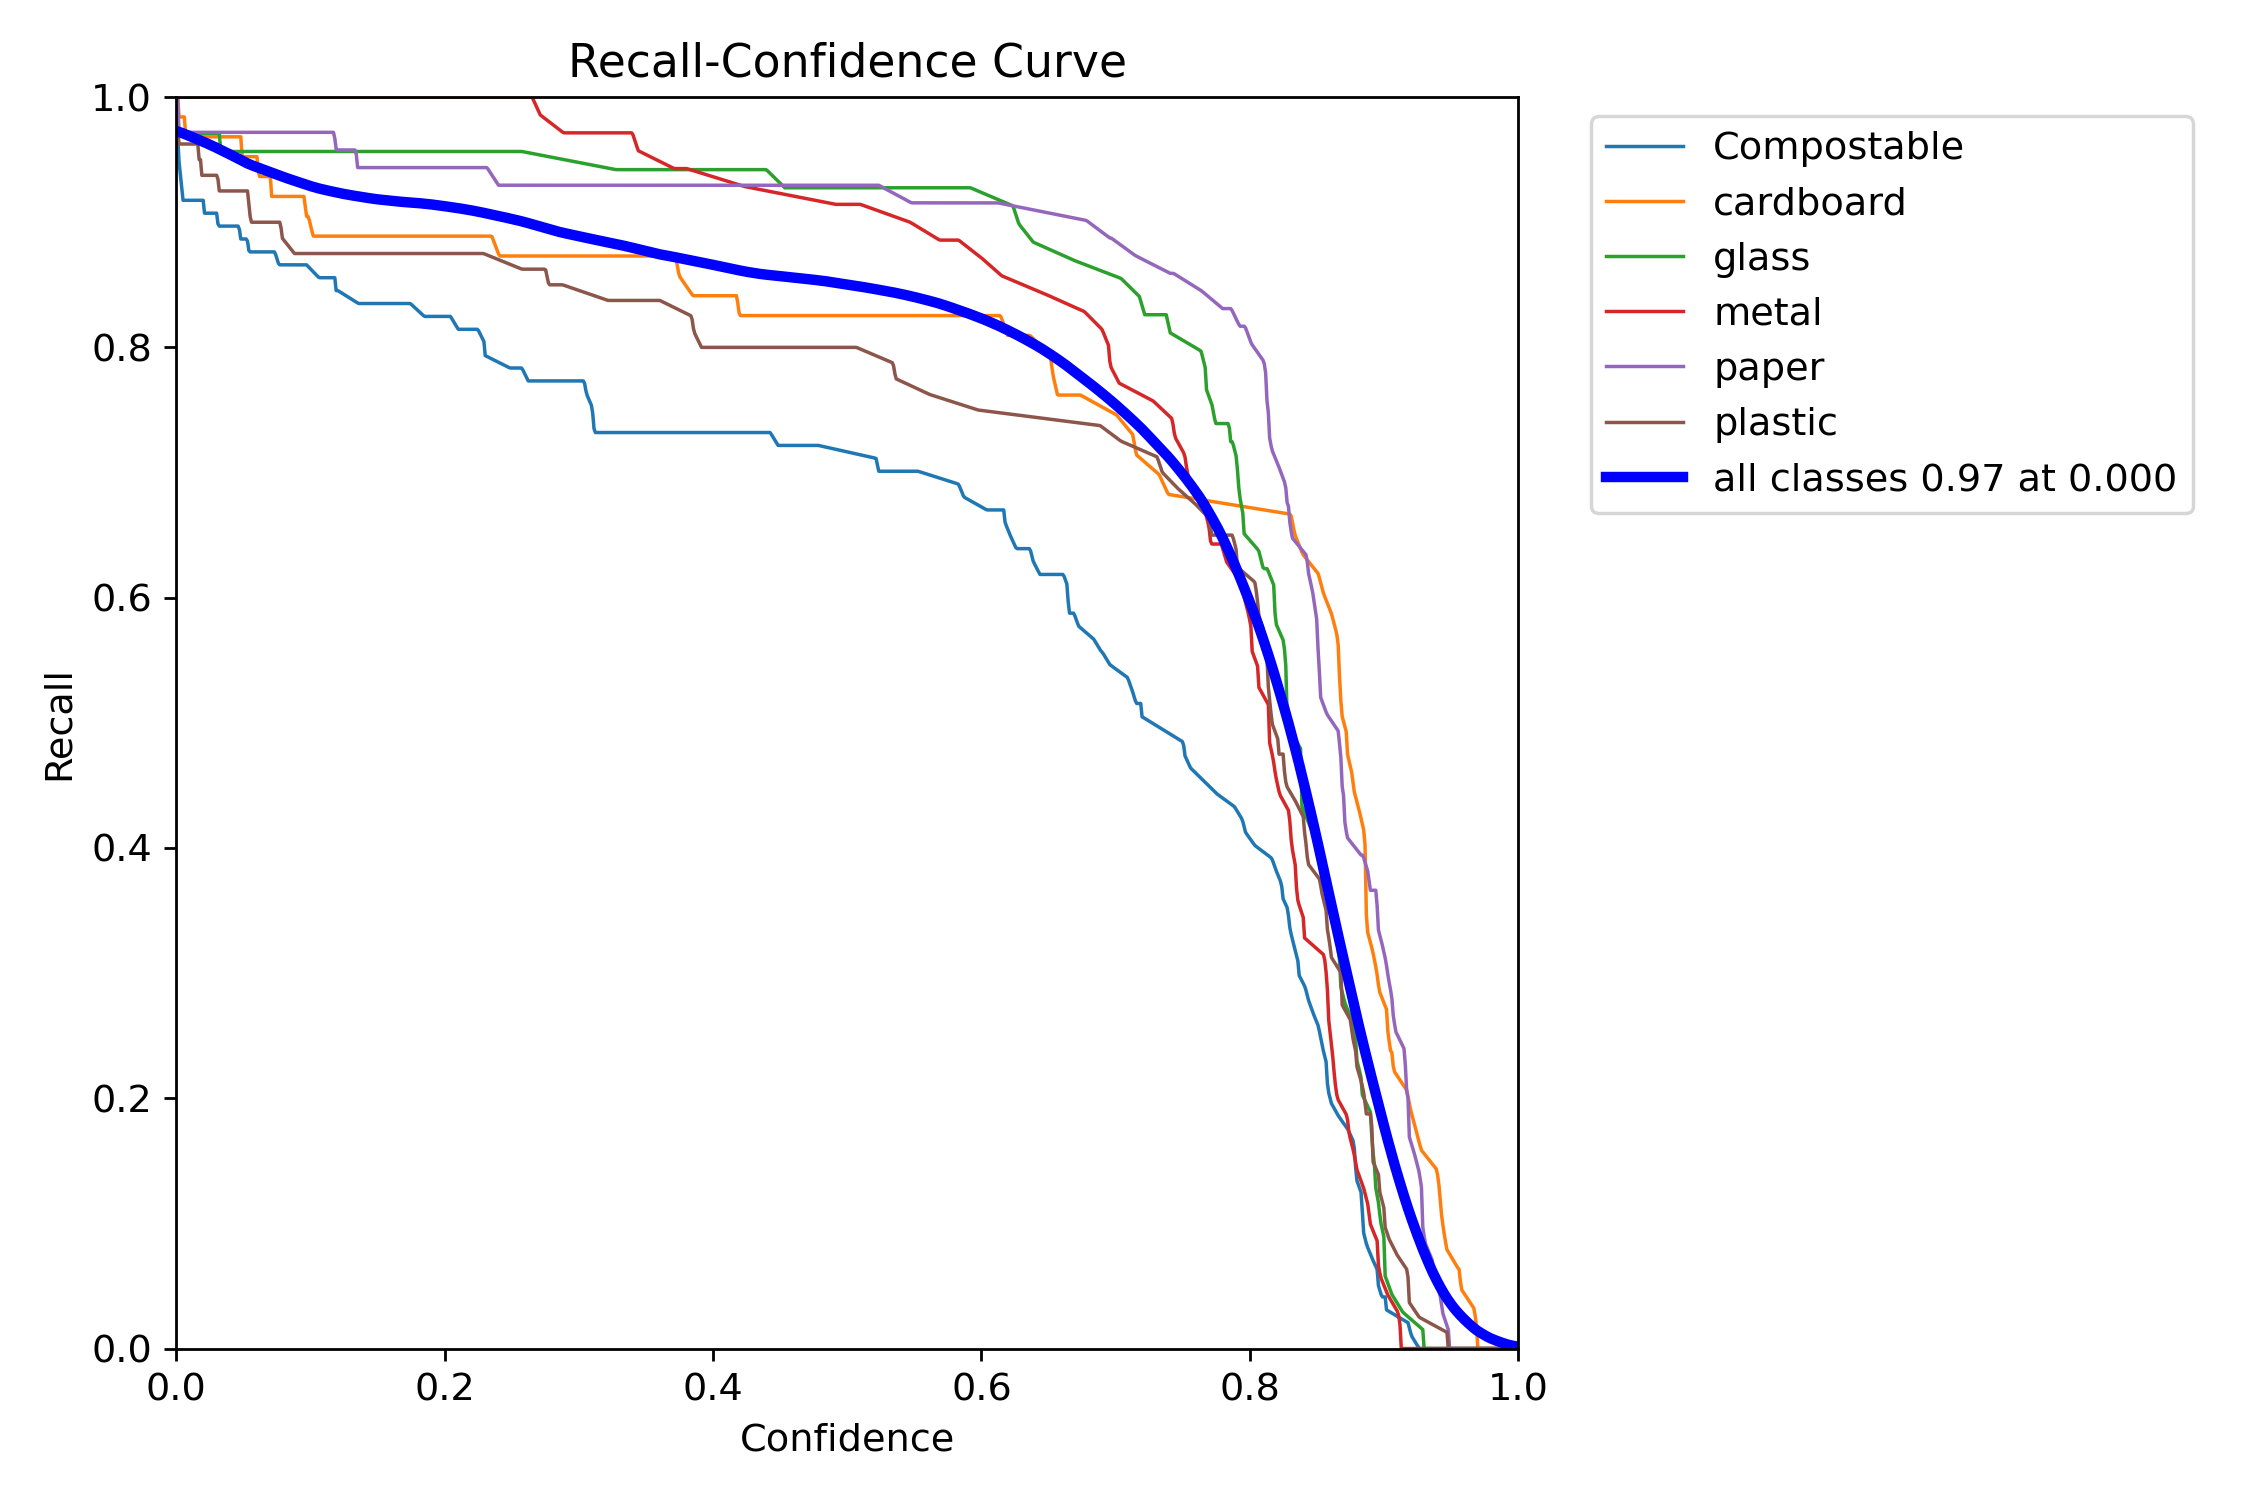 Recall-Confidence Curve
1.0
0.8
0.6
0.4
0.2
0.0
Recall
0.0 0.2 0.4 0.6 0.8 1.0
Confidence
Compostable
cardboard
glass
metal
paper
plastic
all classes 0.97 at 0.000